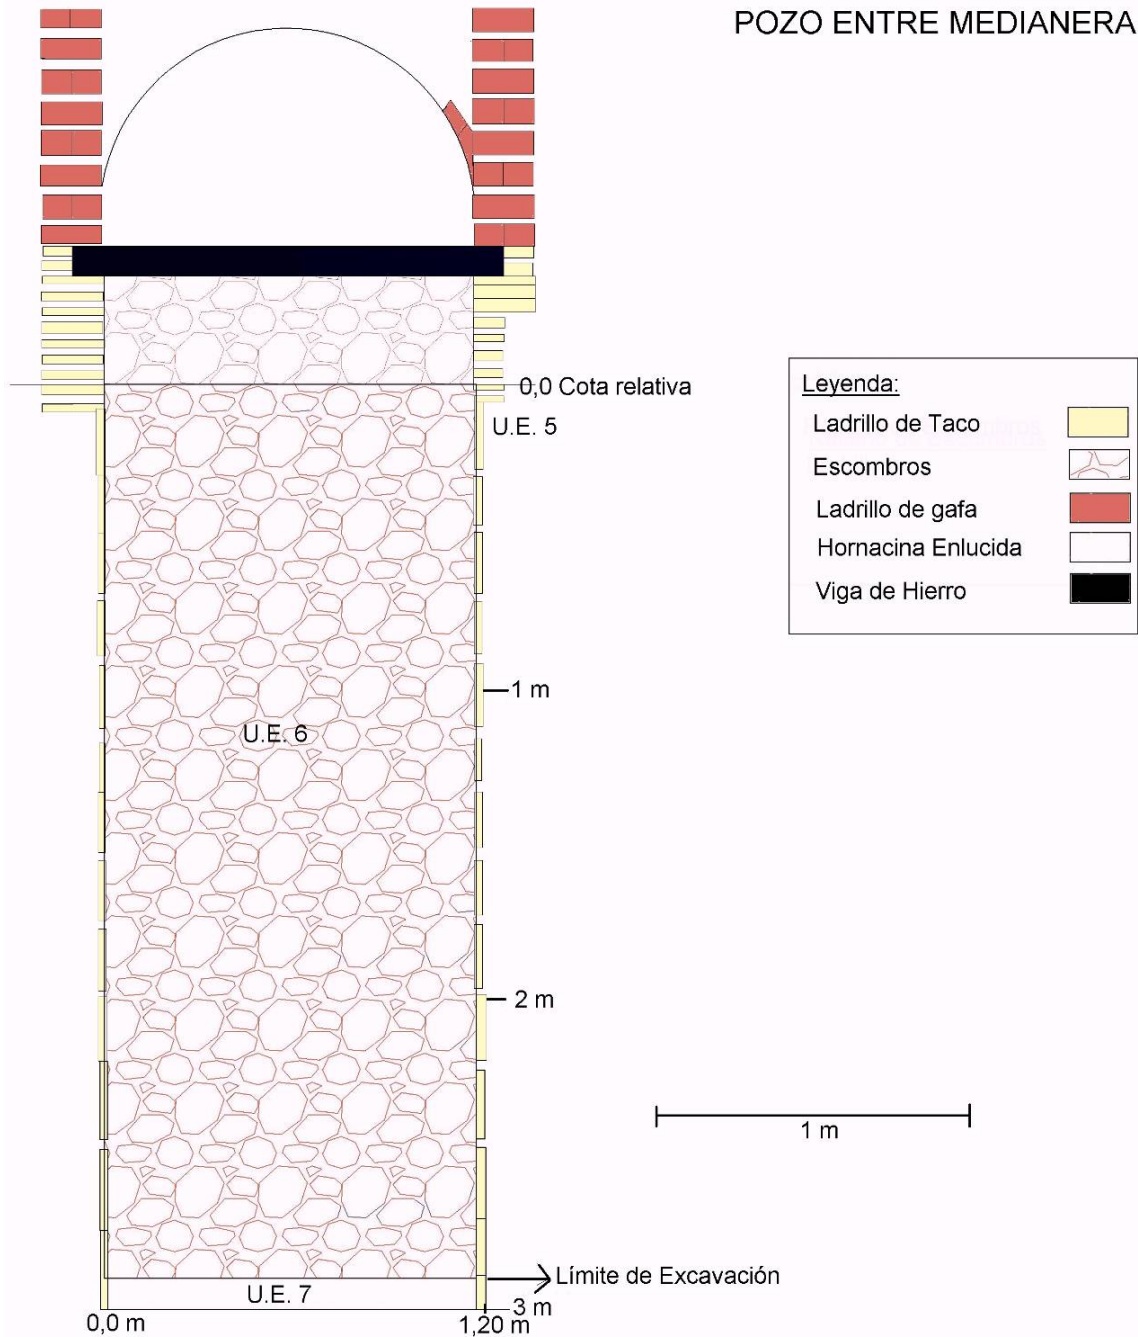 POZO ENTRE MEDIANERA
0,0 Cota relativa
U.E. 5
Leyenda:
Ladrillo de Taco
Escombros
Ladrillo de gafa
Hornacina Enlucida
Viga de Hierro
1 m
U.E. 6
2 m
1 m
Límite de Excavación
U.E. 7
3 m
0,0 m
1,20 m